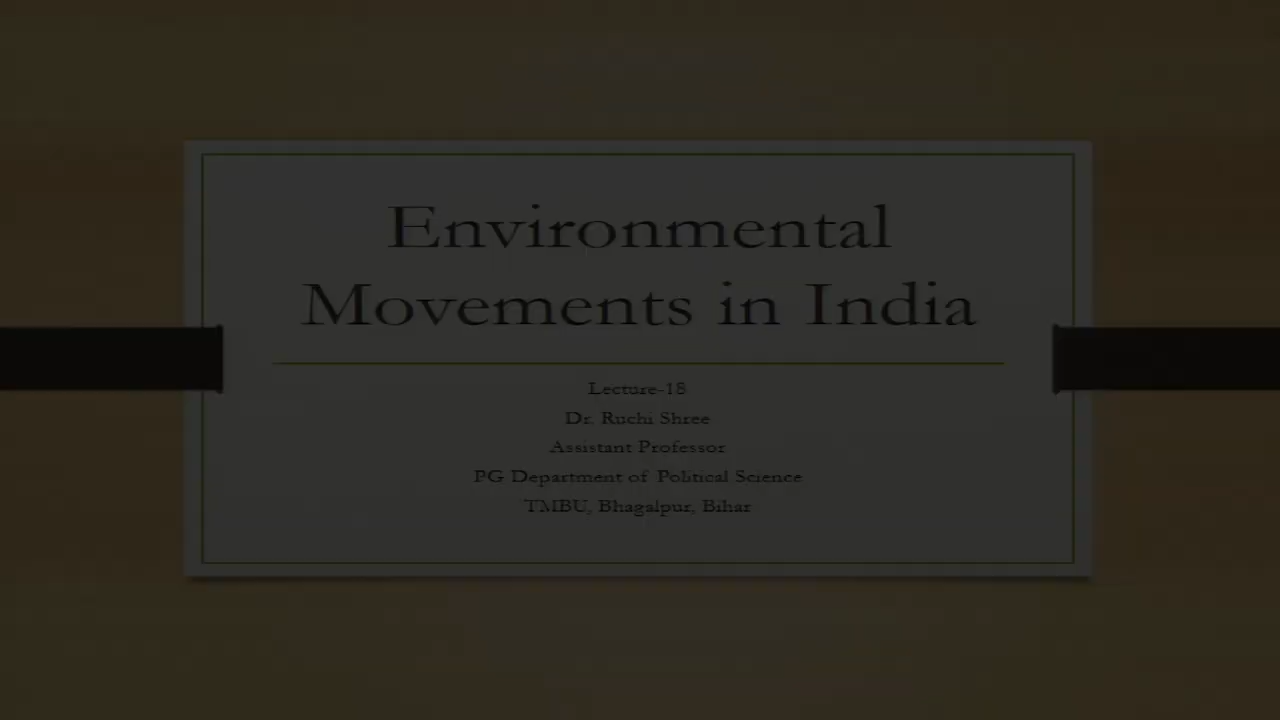 Environmental
Movements in India
Lecture-18
Dr. Ruchi Shree
Assistant Professor
PG Department of Political Science
TMBU, Bhagalpur, Bihar